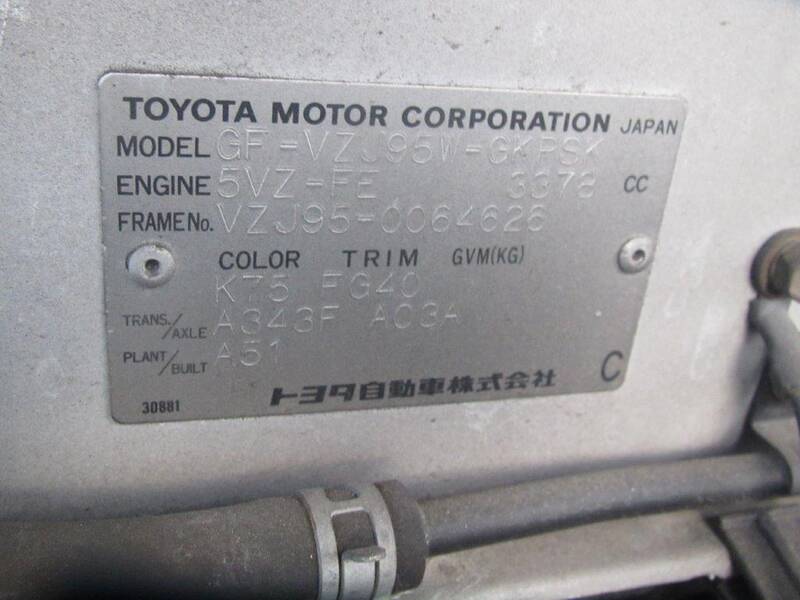 TOYOTA MOTOR CORPORATION JAPAN
MODEL GF-VZJ95W-GKPSK
ENGINE 5VZ-FE 3378 CC
FRAME No. VZJ95-0064626
COLOR TRIM GVM(KG)
K75 FG40
TRANS./AXLE A343F A03A
PLANT/BUILT A51
トヨタ自動車株式会社 C
30881